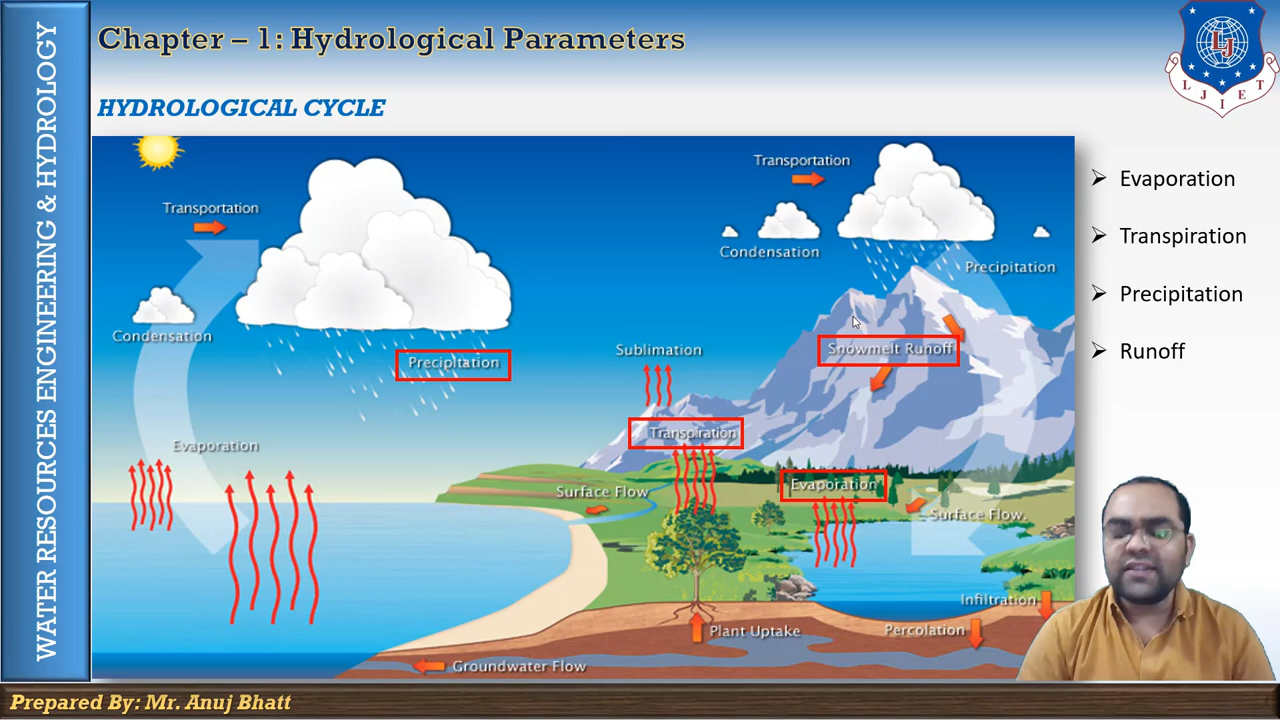 WATER RESOURCES ENGINEERING & HYDROLOGY
Chapter – 1: Hydrological Parameters
LJIET
HYDROLOGICAL CYCLE
Transportation
Condensation
Precipitation
Evaporation
Transportation
Condensation
Precipitation
Sublimation
Snowmelt Runoff
Transpiration
Evaporation
Surface Flow
Surface Flow
Infiltration
Plant Uptake
Percolation
Groundwater Flow
➢ Evaporation
➢ Transpiration
➢ Precipitation
➢ Runoff
Prepared By: Mr. Anuj Bhatt